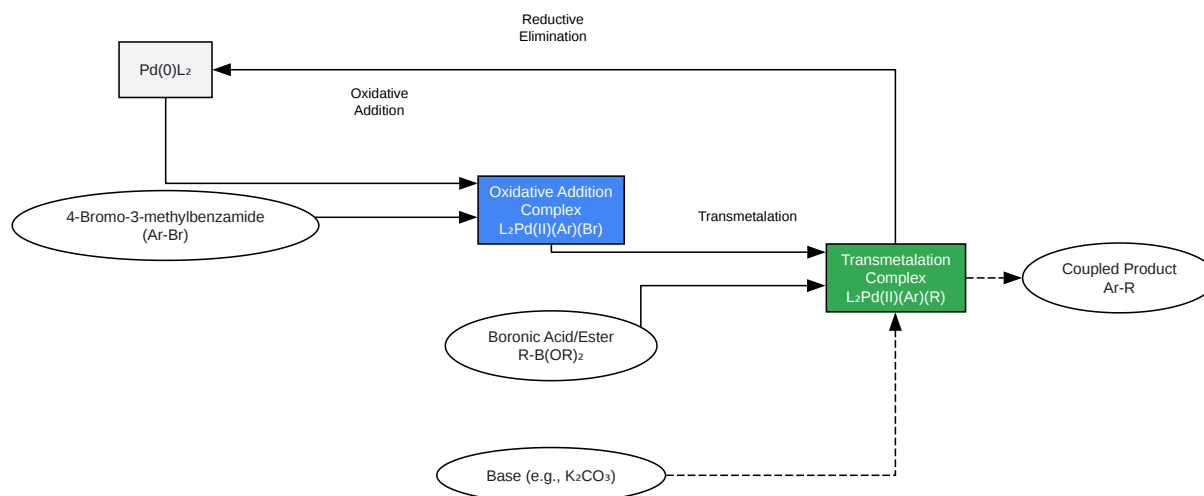 Reductive
Elimination
Pd(0)L₂
Oxidative
Addition
4-Bromo-3-methylbenzamide
(Ar-Br)
Oxidative Addition
Complex
L₂Pd(II)(Ar)(Br)
Transmetalation
Transmetalation
Complex
L₂Pd(II)(Ar)(R)
Coupled Product
Ar-R
Boronic Acid/Ester
R-B(OR)₂
Base (e.g., K₂CO₃)